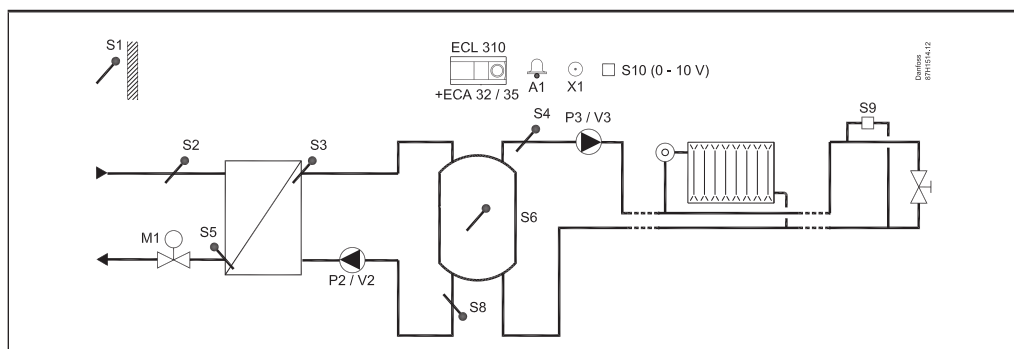 S1
ECL 310
+ECA 32 / 35
A1
X1
S10 (0 - 10 V)
Danfoss
87H1514.12
S2
S3
S4
P3 / V3
S9
S6
M1
S5
P2 / V2
S8